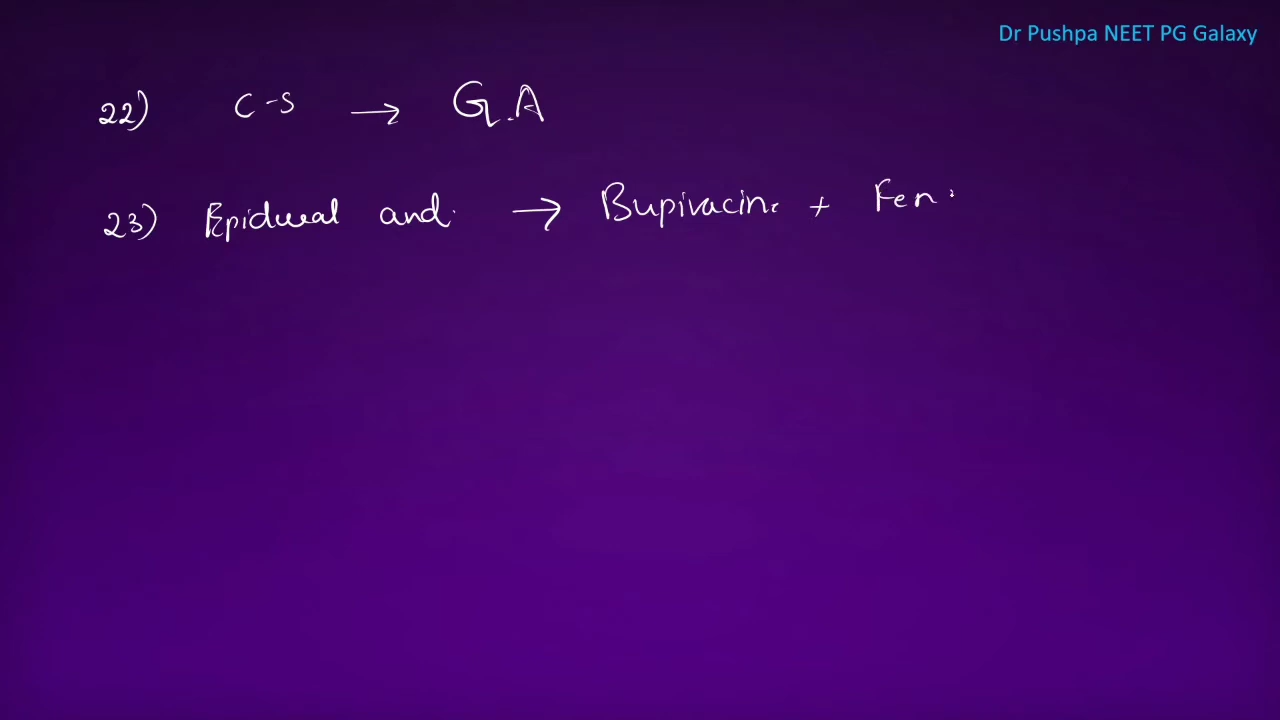 Dr Pushpa NEET PG Galaxy
22) C-S → G.A
23) Epidural and. → Bupivacine + Fen